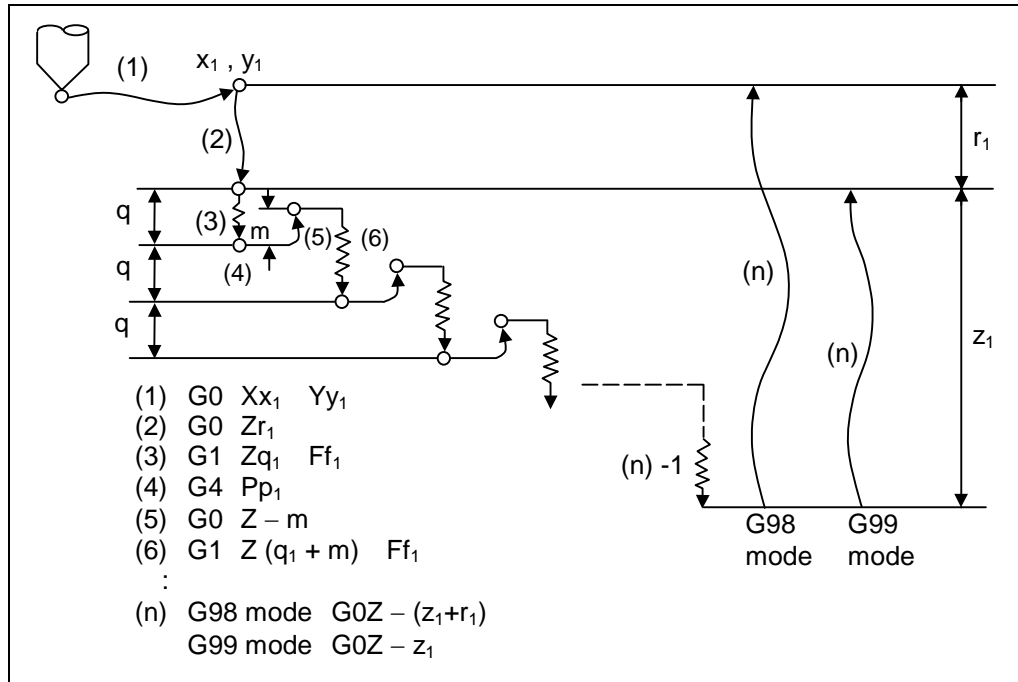 (1)
x₁ , y₁
(2)
r₁
q
(3)
m
(5)
(6)
(4)
q
(n)
q
z₁
(n)
(1) G0 Xx₁ Yy₁
(2) G0 Zr₁
(3) G1 Zq₁ Ff₁
(4) G4 Pp₁
(5) G0 Z – m
(6) G1 Z (q₁ + m) Ff₁
:
(n) G98 mode G0Z – (z₁+r₁)
G99 mode G0Z – z₁
(n) -1
G98
mode
G99
mode